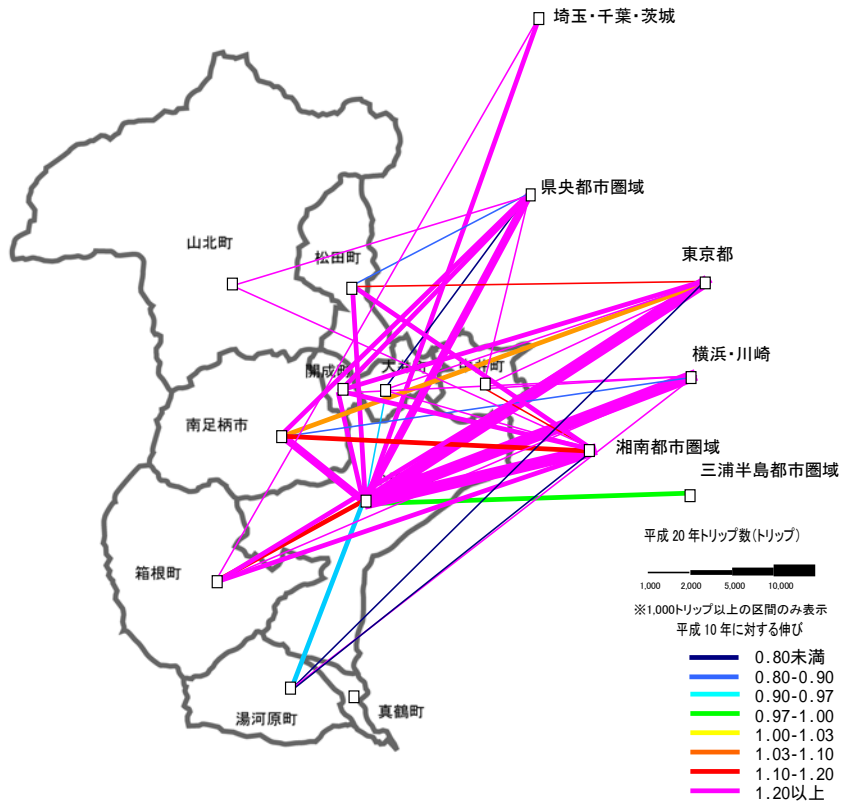 埼玉・千葉・茨城
県央都市圏域
山北町
松田町
東京都
横浜・川崎
開成町
南足柄市
湘南都市圏域
三浦半島都市圏域
平成 20 年トリップ数(トリップ)
1,000 2,000 5,000 10,000
※1,000トリップ以上の区間のみ表示
平成 10 年に対する伸び
箱根町
湯河原町
真鶴町
0.80未満
0.80-0.90
0.90-0.97
0.97-1.00
1.00-1.03
1.03-1.10
1.10-1.20
1.20以上